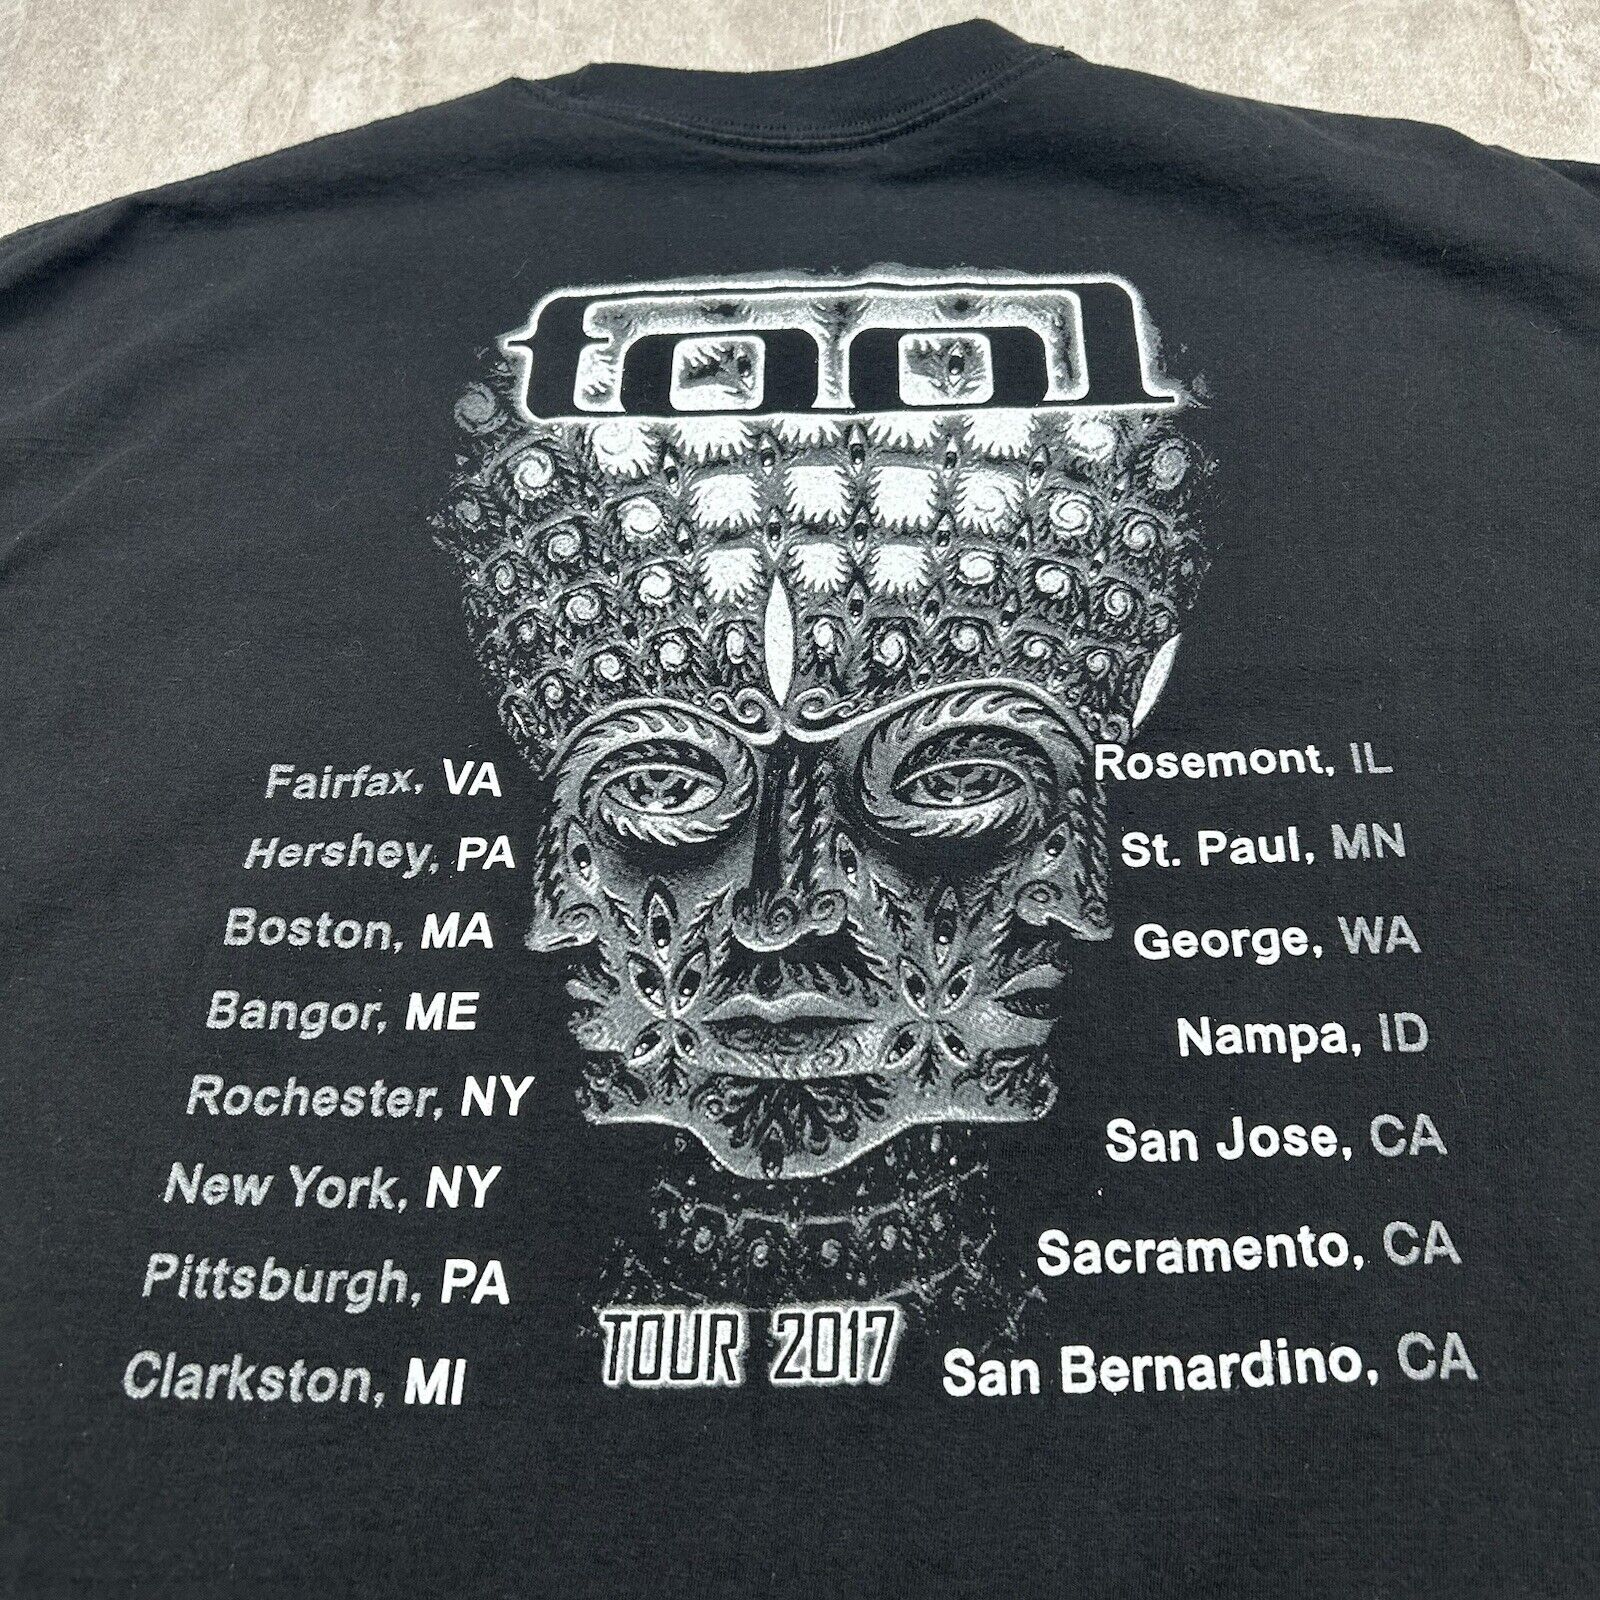 tool
Fairfax, VA
Hershey, PA
Boston, MA
Bangor, ME
Rochester, NY
New York, NY
Pittsburgh, PA
Clarkston, MI
Rosemont, IL
St. Paul, MN
George, WA
Nampa, ID
San Jose, CA
Sacramento, CA
San Bernardino, CA
TOUR 2017